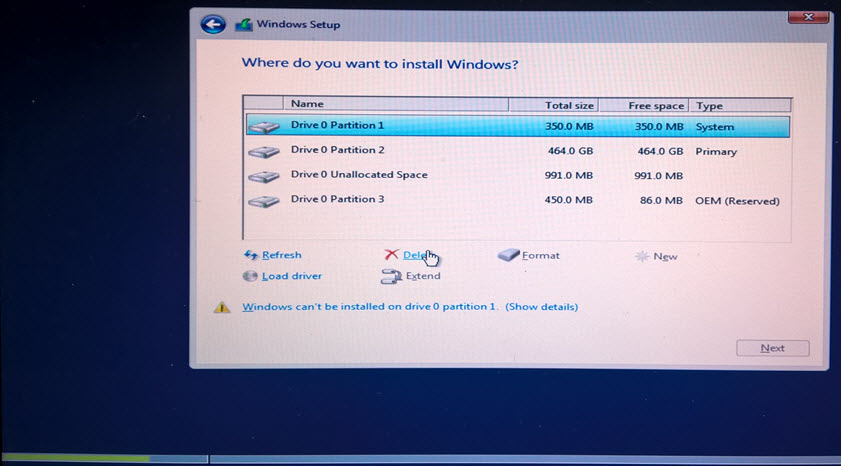 Windows Setup
Where do you want to install Windows?
Name Total size Free space Type
Drive 0 Partition 1 350.0 MB 350.0 MB System
Drive 0 Partition 2 464.0 GB 464.0 GB Primary
Drive 0 Unallocated Space 991.0 MB 991.0 MB
Drive 0 Partition 3 450.0 MB 86.0 MB OEM (Reserved)
Refresh Delete Format New
Load driver Extend
Windows can't be installed on drive 0 partition 1. (Show details)
Next